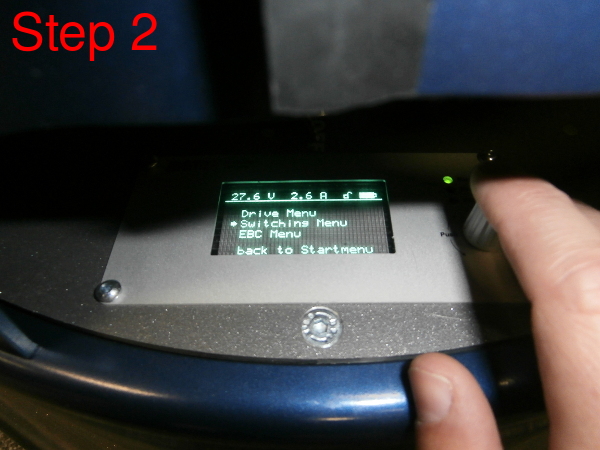 Step 2
27.6 V 2.6 A
Drive Menu
Switching Menu
EBC Menu
back to Startmenu